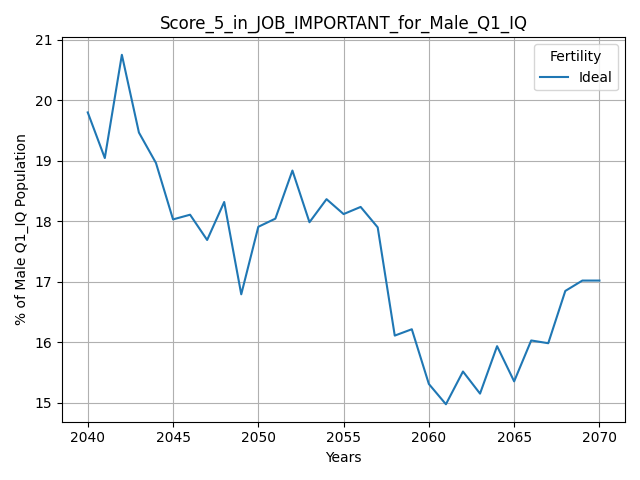 Score_5_in_JOB_IMPORTANT_for_Male_Q1_IQ
Fertility
Ideal
% of Male Q1_IQ Population
21
20
19
18
17
16
15
2040 2045 2050 2055 2060 2065 2070
Years